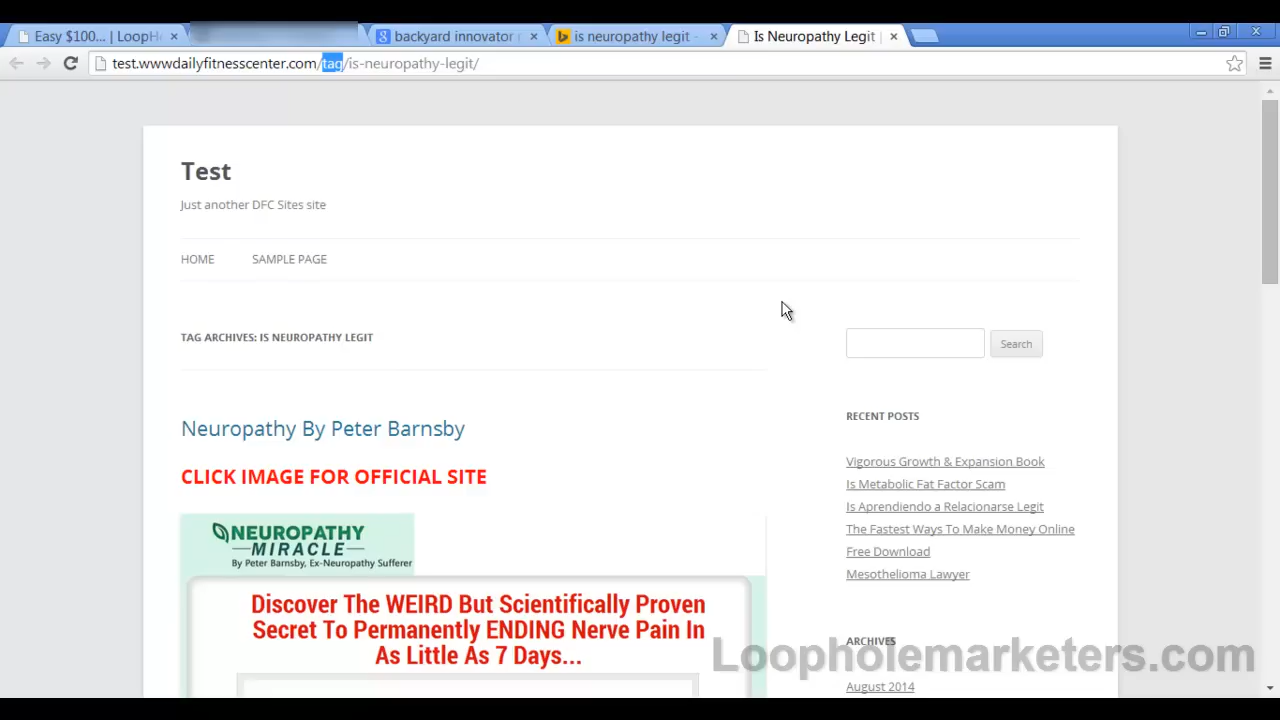 Easy $100... | LoopH
backyard innovator
is neuropathy legit -
Is Neuropathy Legit |
test.wwwdailyfitnesscenter.com/tag/is-neuropathy-legit/
Test
Just another DFC Sites site
HOME
SAMPLE PAGE
TAG ARCHIVES: IS NEUROPATHY LEGIT
Search
Neuropathy By Peter Barnsby
CLICK IMAGE FOR OFFICIAL SITE
NEUROPATHY
MIRACLE
By Peter Barnsby, Ex-Neuropathy Sufferer
Discover The WEIRD But Scientifically Proven
Secret To Permanently ENDING Nerve Pain In
As Little As 7 Days...
RECENT POSTS
Vigorous Growth & Expansion Book
Is Metabolic Fat Factor Scam
Is Aprendiendo a Relacionarse Legit
The Fastest Ways To Make Money Online
Free Download
Mesothelioma Lawyer
ARCHIVES
August 2014
Loopholemarketers.com